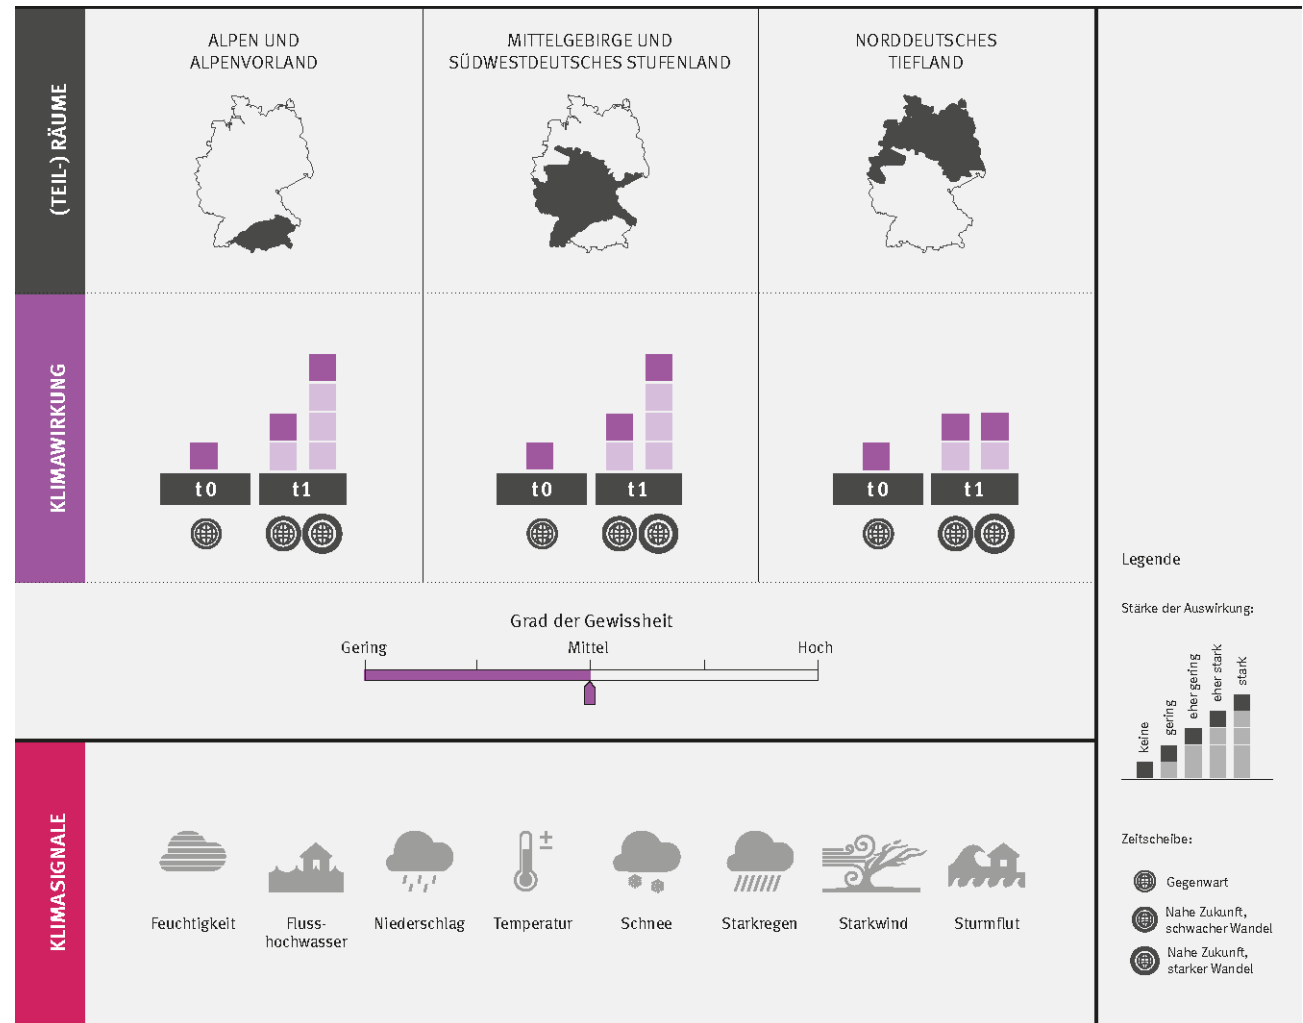 (TEIL-) RÄUME
ALPEN UND
ALPENVORLAND
MITTELGEBIRGE UND
SÜDWESTDEUTSCHES STUFENLAND
NORDDEUTSCHES
TIEFLAND
KLIMAWIRKUNG
t0
t1
t0
t1
t0
t1
Grad der Gewissheit
Gering
Mittel
Hoch
KLIMASIGNALE
Feuchtigkeit
Fluss-
hochwasser
Niederschlag
±
Temperatur
Schnee
Starkregen
Starkwind
Sturmflut
Legende
Stärke der Auswirkung:
keine
gering
eher gering
eher stark
stark
Zeitscheibe:
Gegenwart
Nahe Zukunft,
schwacher Wandel
Nahe Zukunft,
starker Wandel